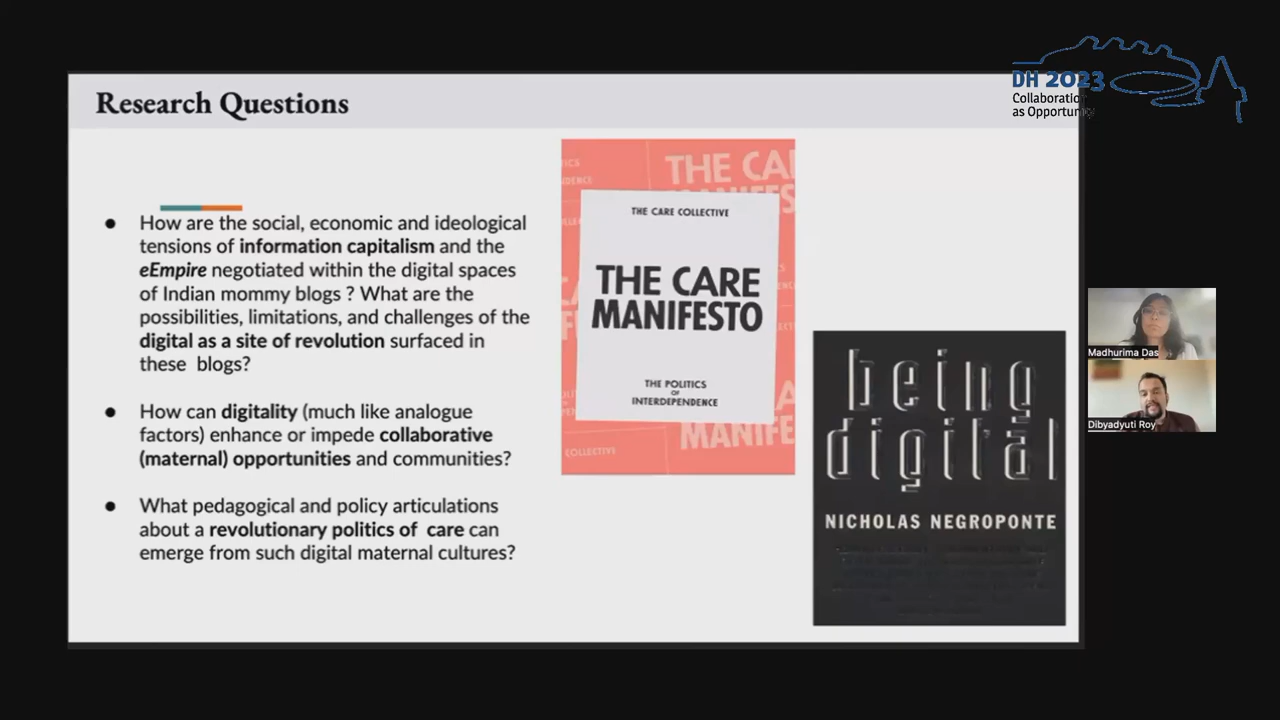 DH 2023
Collaboration
as Opportunity
Research Questions
● How are the social, economic and ideological
tensions of information capitalism and the
eEmpire negotiated within the digital spaces
of Indian mommy blogs ? What are the
possibilities, limitations, and challenges of the
digital as a site of revolution surfaced in
these blogs?
● How can digitality (much like analogue
factors) enhance or impede collaborative
(maternal) opportunities and communities?
● What pedagogical and policy articulations
about a revolutionary politics of care can
emerge from such digital maternal cultures?
THE CA
THE CARE COLLECTIVE
THE CARE
MANIFESTO
THE POLITICS
OF
INTERDEPENDENCE
MANIFE
COLLECTIVE
being
digital
NICHOLAS NEGROPONTE
Madhurima Das
Dibyadyuti Roy